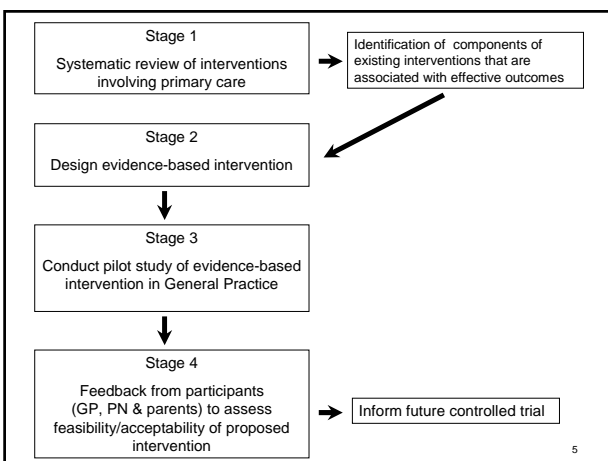 Stage 1
Systematic review of interventions
involving primary care
Identification of  components of
existing interventions that are
associated with effective outcomes
Stage 2
Design evidence-based intervention
Stage 3
Conduct pilot study of evidence-based
intervention in General Practice
Stage 4
Feedback from participants
(GP, PN & parents) to assess
feasibility/acceptability of proposed
intervention
Inform future controlled trial
5